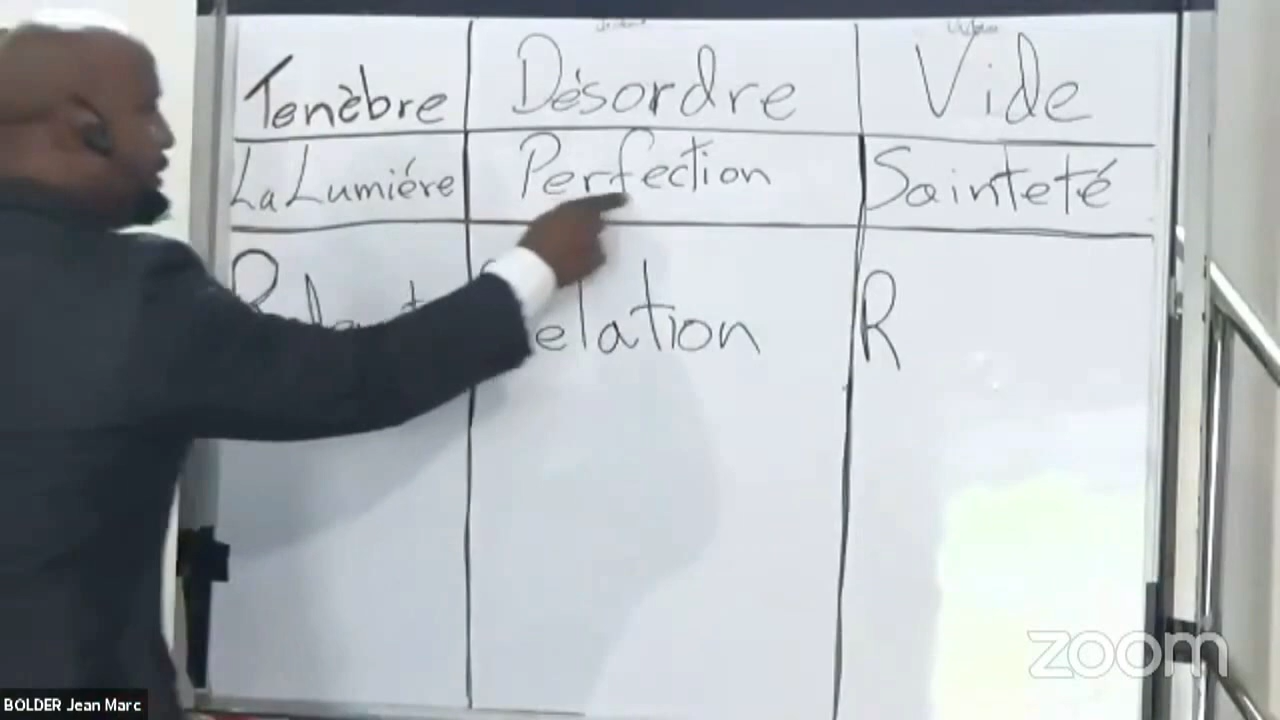 Tenèbre Désordre Vide
La Lumiére Perfection Sainteté
elation R
zoom
BOLDER Jean Marc